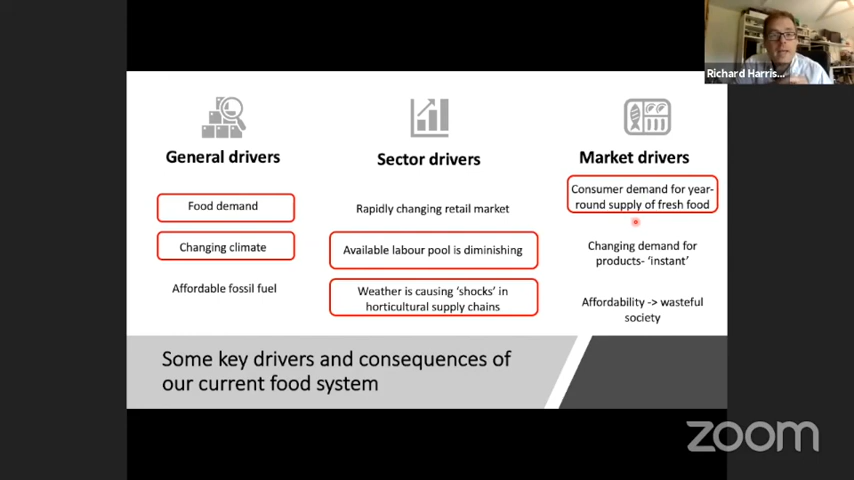 Richard Harris...
General drivers
Food demand
Changing climate
Affordable fossil fuel
Sector drivers
Rapidly changing retail market
Available labour pool is diminishing
Weather is causing ‘shocks’ in
horticultural supply chains
Market drivers
Consumer demand for year-
round supply of fresh food
Changing demand for
products- ‘instant’
Affordability -> wasteful
society
Some key drivers and consequences of
our current food system
zoom